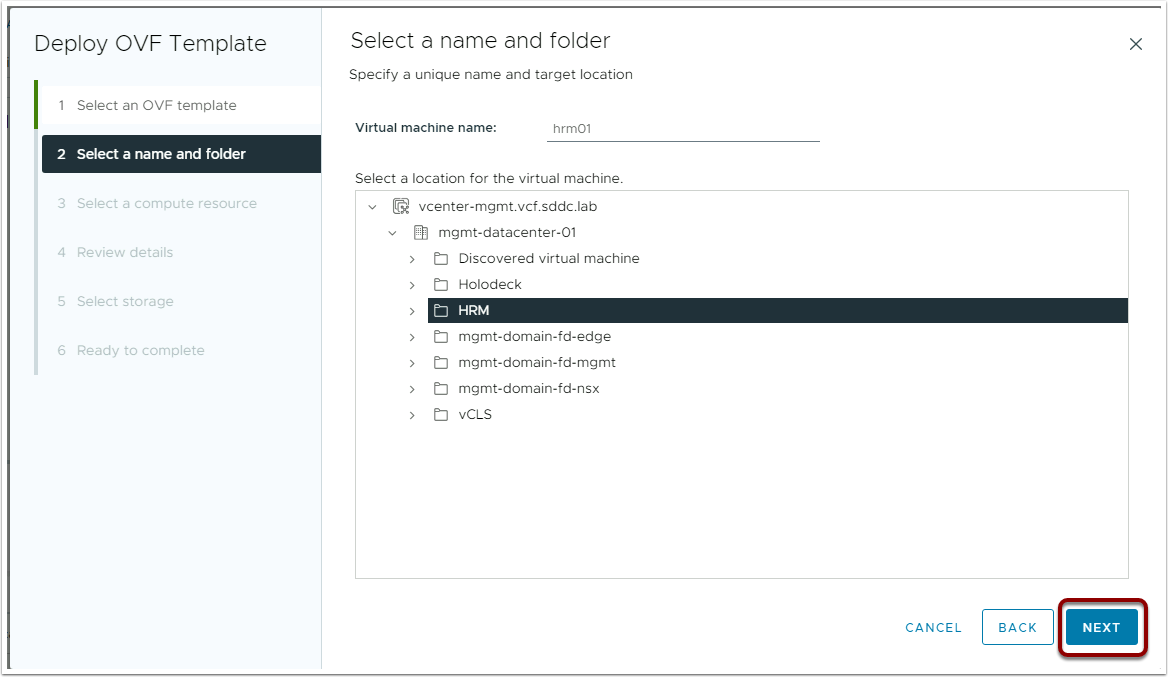 Deploy OVF Template
1 Select an OVF template
2 Select a name and folder
3 Select a compute resource
4 Review details
5 Select storage
6 Ready to complete
Select a name and folder
Specify a unique name and target location
Virtual machine name: hrm01
Select a location for the virtual machine.
vcenter-mgmt.vcf.sddc.lab
mgmt-datacenter-01
Discovered virtual machine
Holodeck
HRM
mgmt-domain-fd-edge
mgmt-domain-fd-mgmt
mgmt-domain-fd-nsx
vCLS
CANCEL BACK NEXT